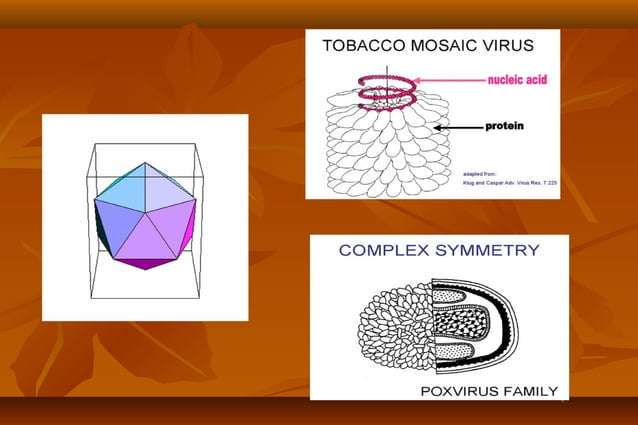 TOBACCO MOSAIC VIRUS
nucleic acid
protein
adapted from:
Klug and Caspar Adv. Virus Res. 7:225
COMPLEX SYMMETRY
POXVIRUS FAMILY